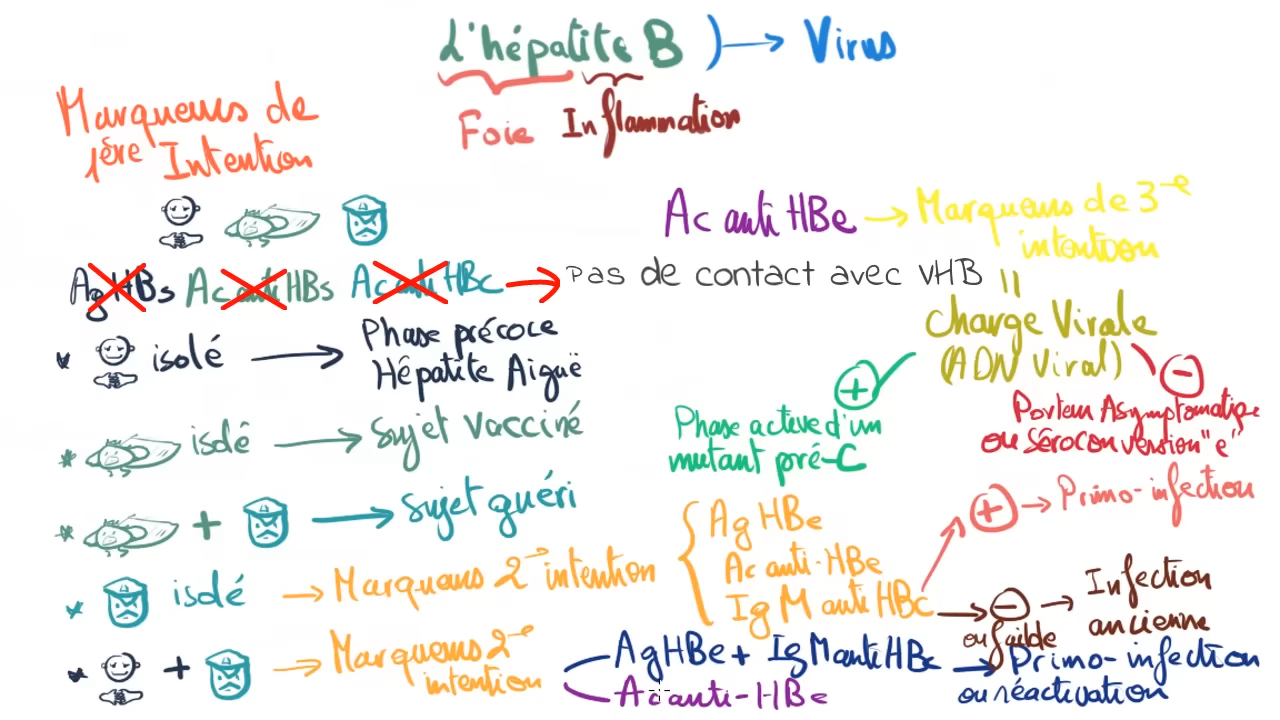 L'hépatite B → Virus
Foie Inflammation
Marqueurs de
1ère Intention
Ac anti HBe → Marqueurs de 3e
intention
AgHBs Ac anti HBs Ac anti HBc → Pas de contact avec VHB
=
Charge Virale
(ADN Viral)
* isolé → Phase précoce
Hépatite Aiguë
+
-
Phase active d'un
mutant pré-C
Porteur Asymptomatique
ou Séroconversion "e"
* isolé → Sujet vacciné
* + → Sujet guéri
Ag HBe
Ac anti-HBe
Ig M anti HBc
+ → Primo-infection
- → Infection
ou faible ancienne
* isolé → Marqueurs 2e intention
* + → Marqueurs 2e
intention
AgHBe + IgM anti HBc → Primo-infection
ou réactivation
Ac anti-HBe